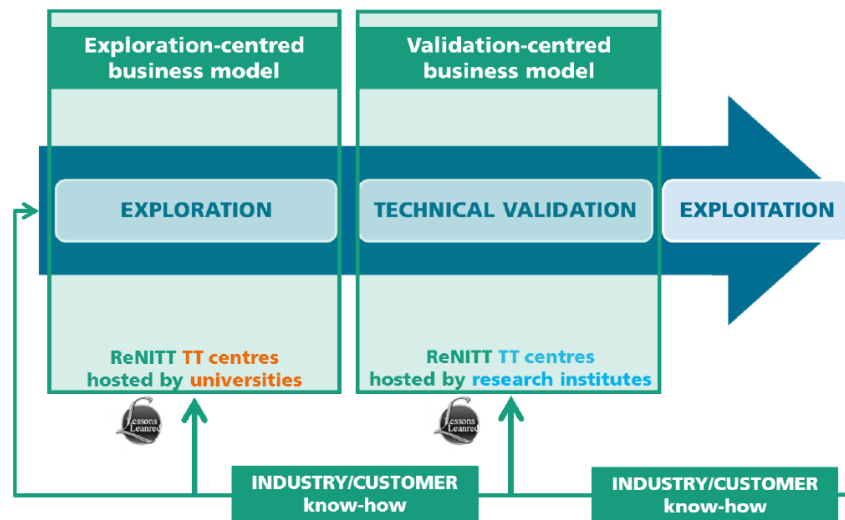 Exploration-centred
business model
Validation-centred
business model
EXPLORATION
TECHNICAL VALIDATION
EXPLOITATION
ReNITT TT centres
hosted by universities
ReNITT TT centres
hosted by research institutes
Lessons
Leanred
Lessons
Leanred
INDUSTRY/CUSTOMER
know-how
INDUSTRY/CUSTOMER
know-how